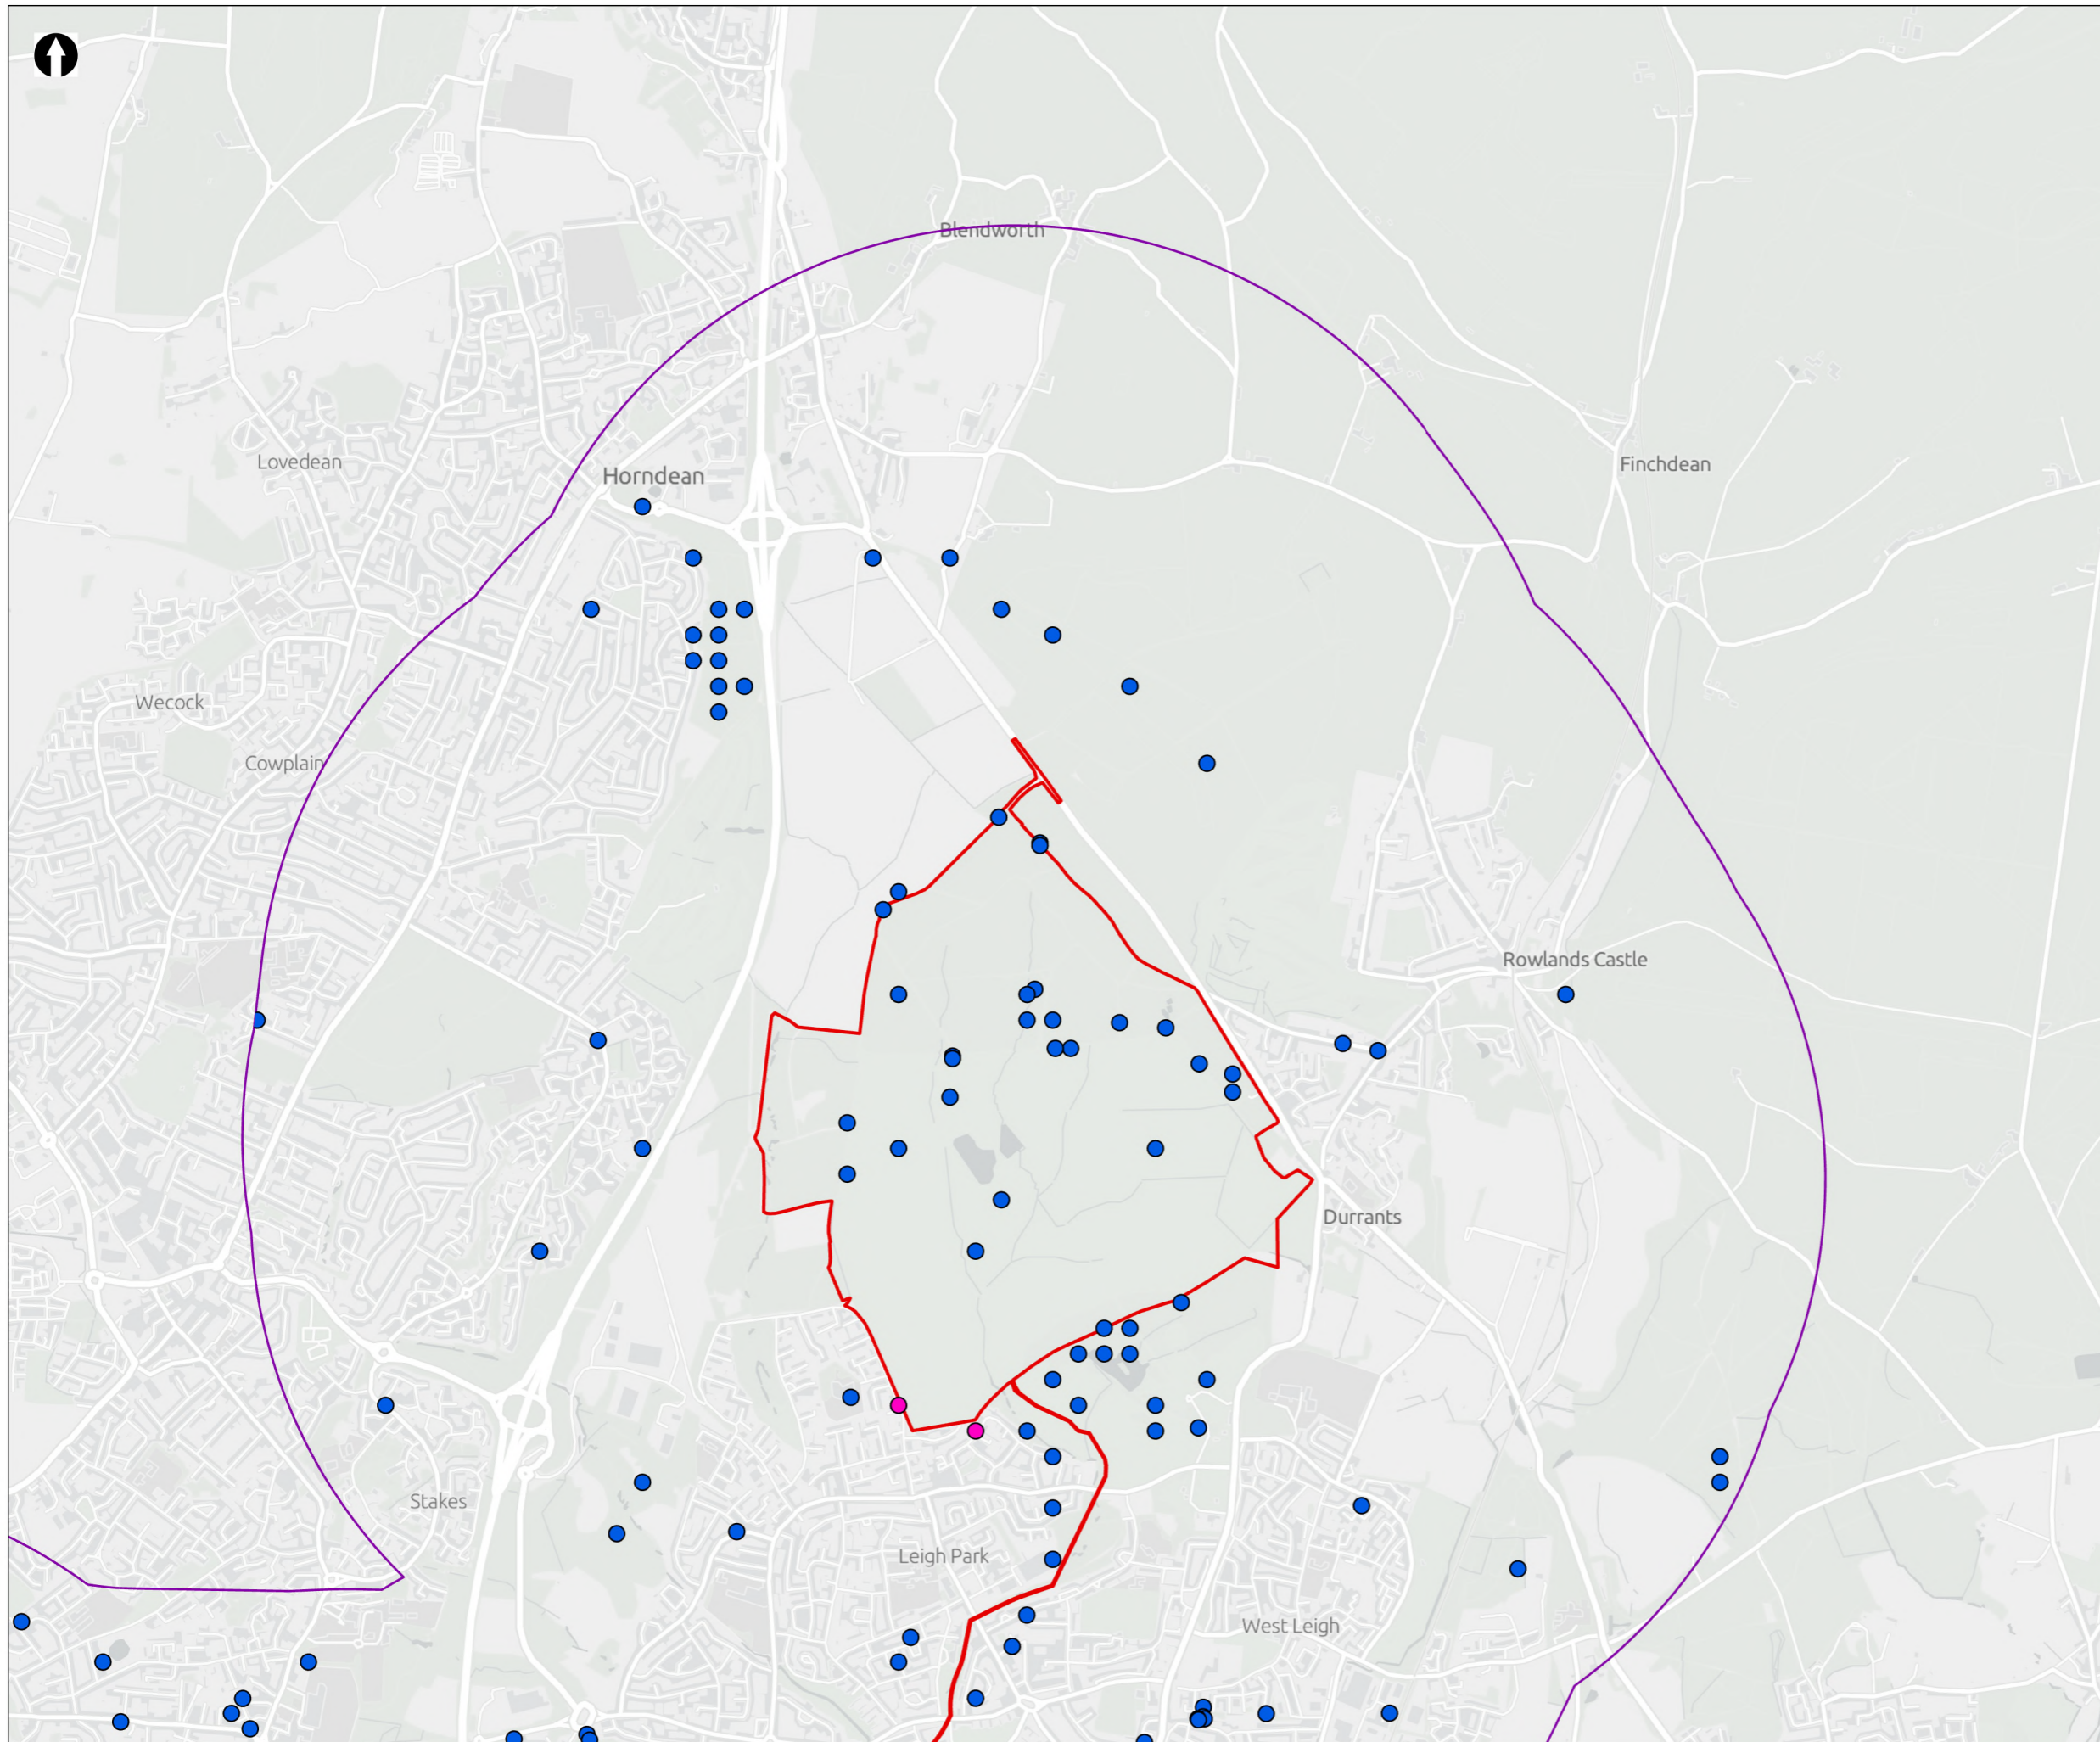 Blendworth
Lovedean
Horndean
Finchdean
Wecock
Cowplain
Rowlands Castle
Durrants
Stakes
Leigh Park
West Leigh